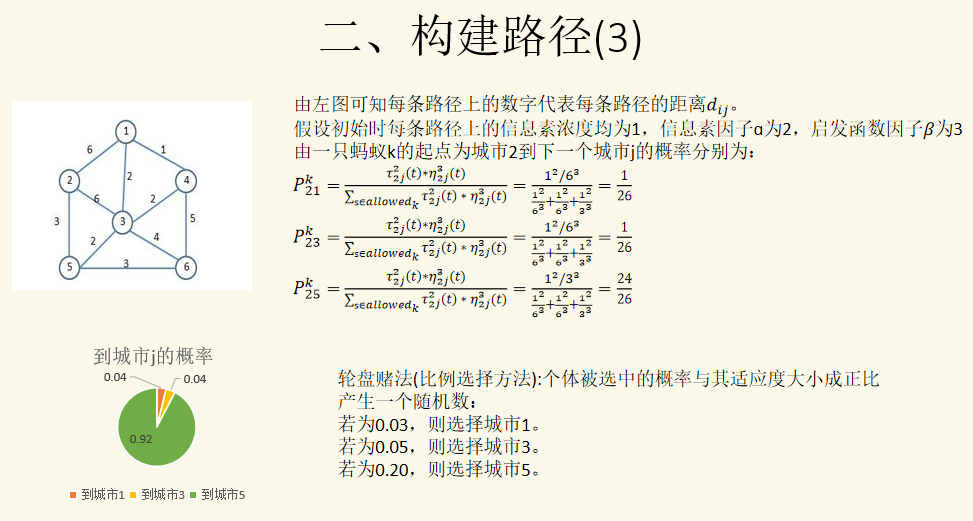 二、构建路径(3)
由左图可知每条路径上的数字代表每条路径的距离$d_{ij}$。
假设初始时每条路径上的信息素浓度均为1，信息素因子α为2，启发函数因子$\beta$为3
由一只蚂蚁k的起点为城市2到下一个城市j的概率分别为：
$P_{21}^{k}=\frac{\tau_{2j}^{2}(t)*\eta_{2j}^{3}(t)}{\sum_{s\in allowed_k}\tau_{2j}^{2}(t)*\eta_{2j}^{3}(t)}=\frac{1^2/6^3}{\frac{1^2}{6^3}+\frac{1^2}{6^3}+\frac{1^2}{3^3}}=\frac{1}{26}$
$P_{23}^{k}=\frac{\tau_{2j}^{2}(t)*\eta_{2j}^{3}(t)}{\sum_{s\in allowed_k}\tau_{2j}^{2}(t)*\eta_{2j}^{3}(t)}=\frac{1^2/6^3}{\frac{1^2}{6^3}+\frac{1^2}{6^3}+\frac{1^2}{3^3}}=\frac{1}{26}$
$P_{25}^{k}=\frac{\tau_{2j}^{2}(t)*\eta_{2j}^{3}(t)}{\sum_{s\in allowed_k}\tau_{2j}^{2}(t)*\eta_{2j}^{3}(t)}=\frac{1^2/3^3}{\frac{1^2}{6^3}+\frac{1^2}{6^3}+\frac{1^2}{3^3}}=\frac{24}{26}$
1
6
1
2
2
4
6
2
3
3
5
2
4
5
3
6
到城市j的概率
0.04
0.04
0.92
到城市1 到城市3 到城市5
轮盘赌法(比例选择方法):个体被选中的概率与其适应度大小成正比
产生一个随机数：
若为0.03，则选择城市1。
若为0.05，则选择城市3。
若为0.20，则选择城市5。